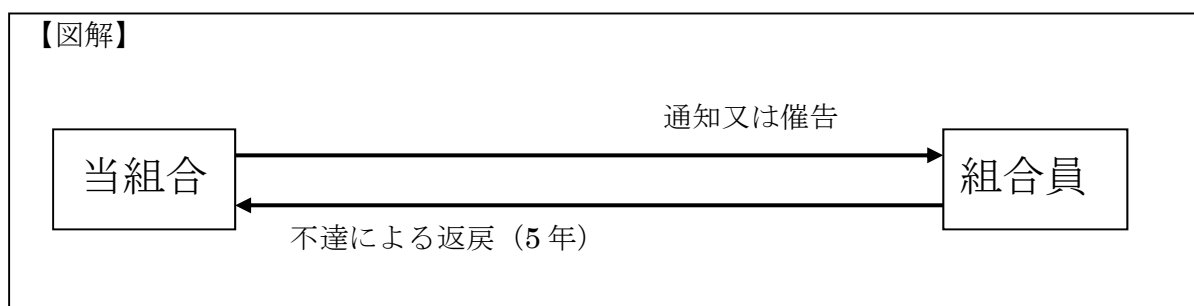 【図解】
通知又は催告
当組合
組合員
不達による返戻（5年）